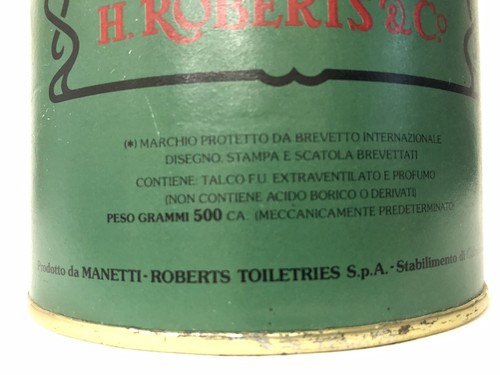 H. ROBERTS & Co.
(*) MARCHIO PROTETTO DA BREVETTO INTERNAZIONALE
DISEGNO, STAMPA E SCATOLA BREVETTATI
CONTIENE: TALCO F.U. EXTRAVENTILATO E PROFUMO
(NON CONTIENE ACIDO BORICO O DERIVATI)
PESO GRAMMI 500 CA. (MECCANICAMENTE PREDETERMINATO)
Prodotto da MANETTI - ROBERTS TOILETRIES S.p.A. - Stabilimento di